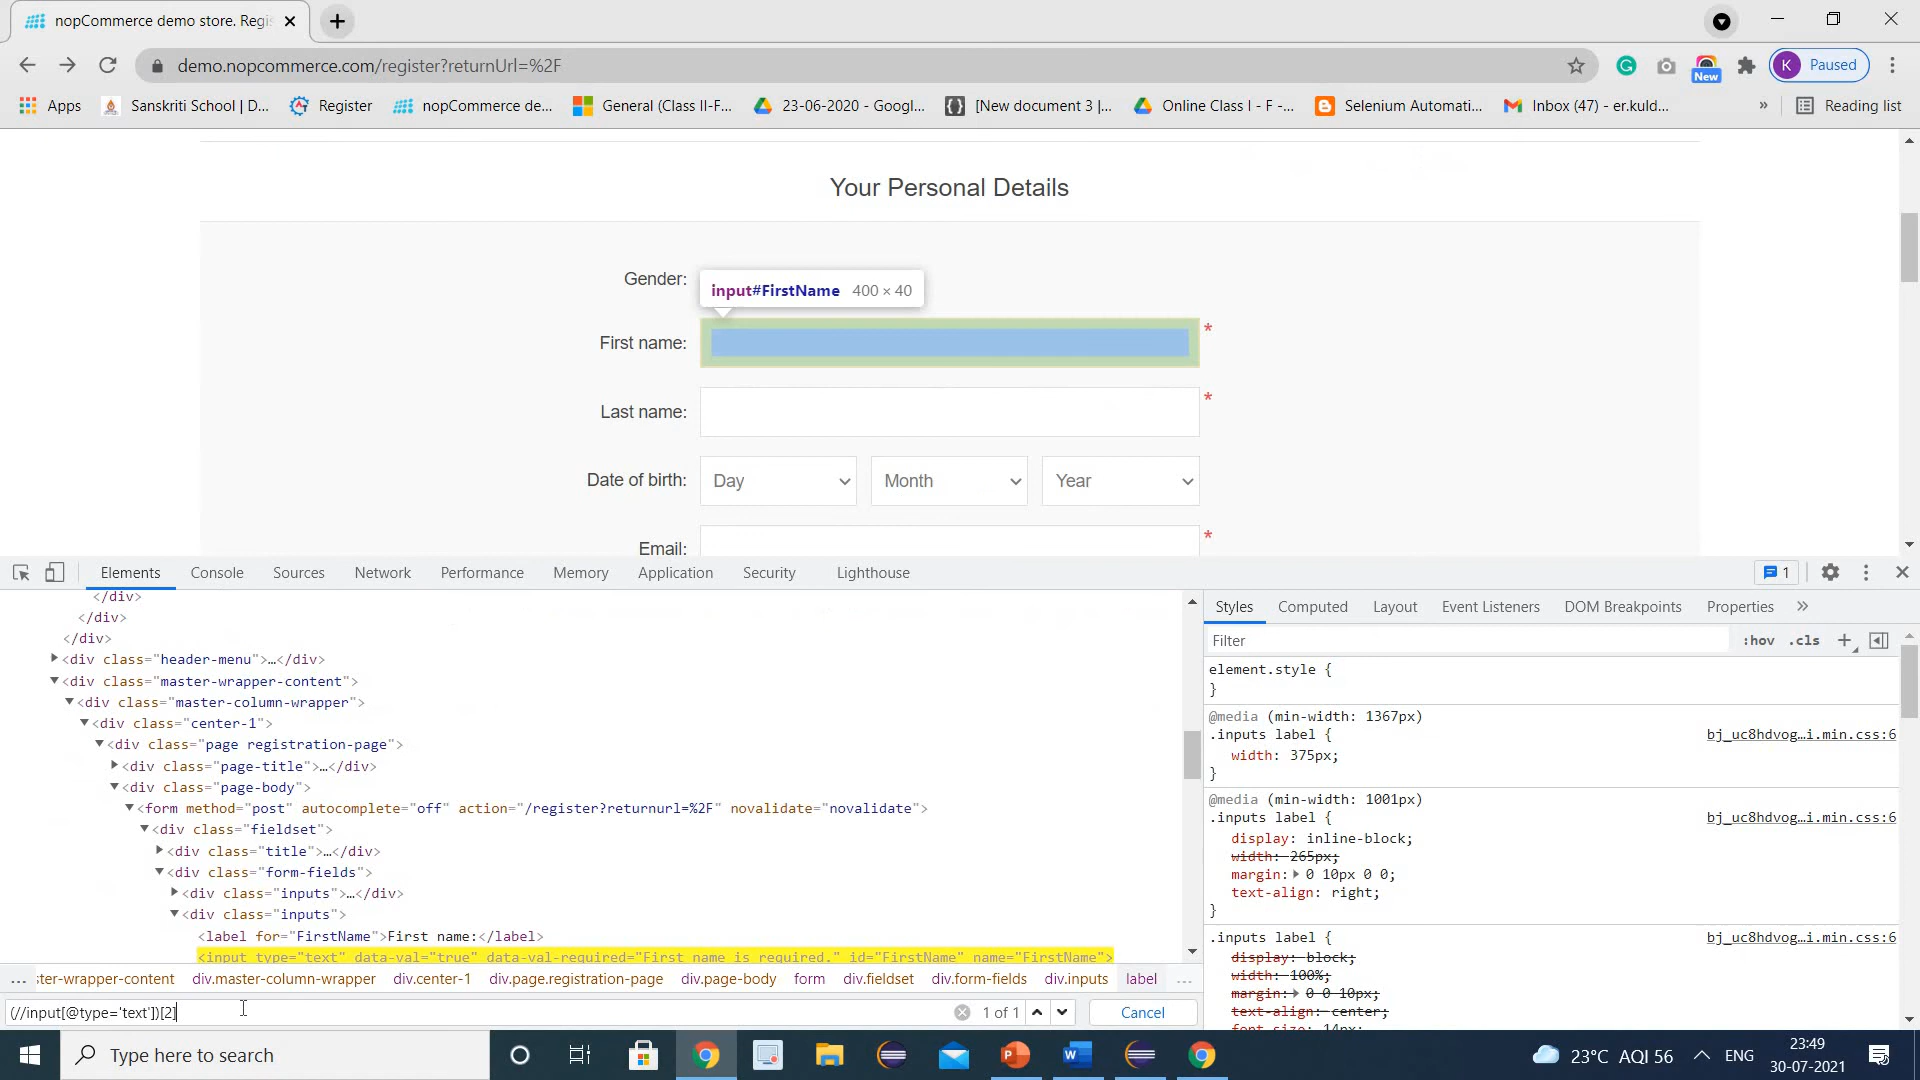 nopCommerce demo store. Regis
demo.nopcommerce.com/register?returnUrl=%2F
New
K Paused
Apps
Sanskriti School | D...
Register
nopCommerce de...
General (Class II-F...
23-06-2020 - Googl...
[New document 3 |...
Online Class I - F -...
Selenium Automati...
Inbox (47) - er.kuld...
»
Reading list
Your Personal Details
Gender:
input#FirstName 400 × 40
First name:
*
Last name:
*
Date of birth:
Day
Month
Year
Email:
*
Elements
Console
Sources
Network
Performance
Memory
Application
Security
Lighthouse
1
</div>
</div>
</div>
<div class="header-menu">…</div>
<div class="master-wrapper-content">
<div class="master-column-wrapper">
<div class="center-1">
<div class="page registration-page">
<div class="page-title">…</div>
<div class="page-body">
<form method="post" autocomplete="off" action="/register?returnurl=%2F" novalidate="novalidate">
<div class="fieldset">
<div class="title">…</div>
<div class="form-fields">
<div class="inputs">…</div>
<div class="inputs">
<label for="FirstName">First name:</label>
<input type="text" data-val="true" data-val-required="First name is required." id="FirstName" name="FirstName">
... ster-wrapper-content div.master-column-wrapper div.center-1 div.page.registration-page div.page-body form div.fieldset div.form-fields div.inputs label ...
(//input[@type='text'])[2]
1 of 1
Cancel
Styles
Computed
Layout
Event Listeners
DOM Breakpoints
Properties
»
Filter
:hov
.cls
+
element.style {
}
@media (min-width: 1367px)
.inputs label {
bj_uc8hdvog…i.min.css:6
width: 375px;
}
@media (min-width: 1001px)
.inputs label {
bj_uc8hdvog…i.min.css:6
display: inline-block;
width: 265px;
margin: 0 10px 0 0;
text-align: right;
}
.inputs label {
bj_uc8hdvog…i.min.css:6
display: block;
width: 100%;
margin: 0 0 10px;
text-align: center;
font-size: 14px;
Type here to search
23°C AQI 56
ENG
23:49
30-07-2021